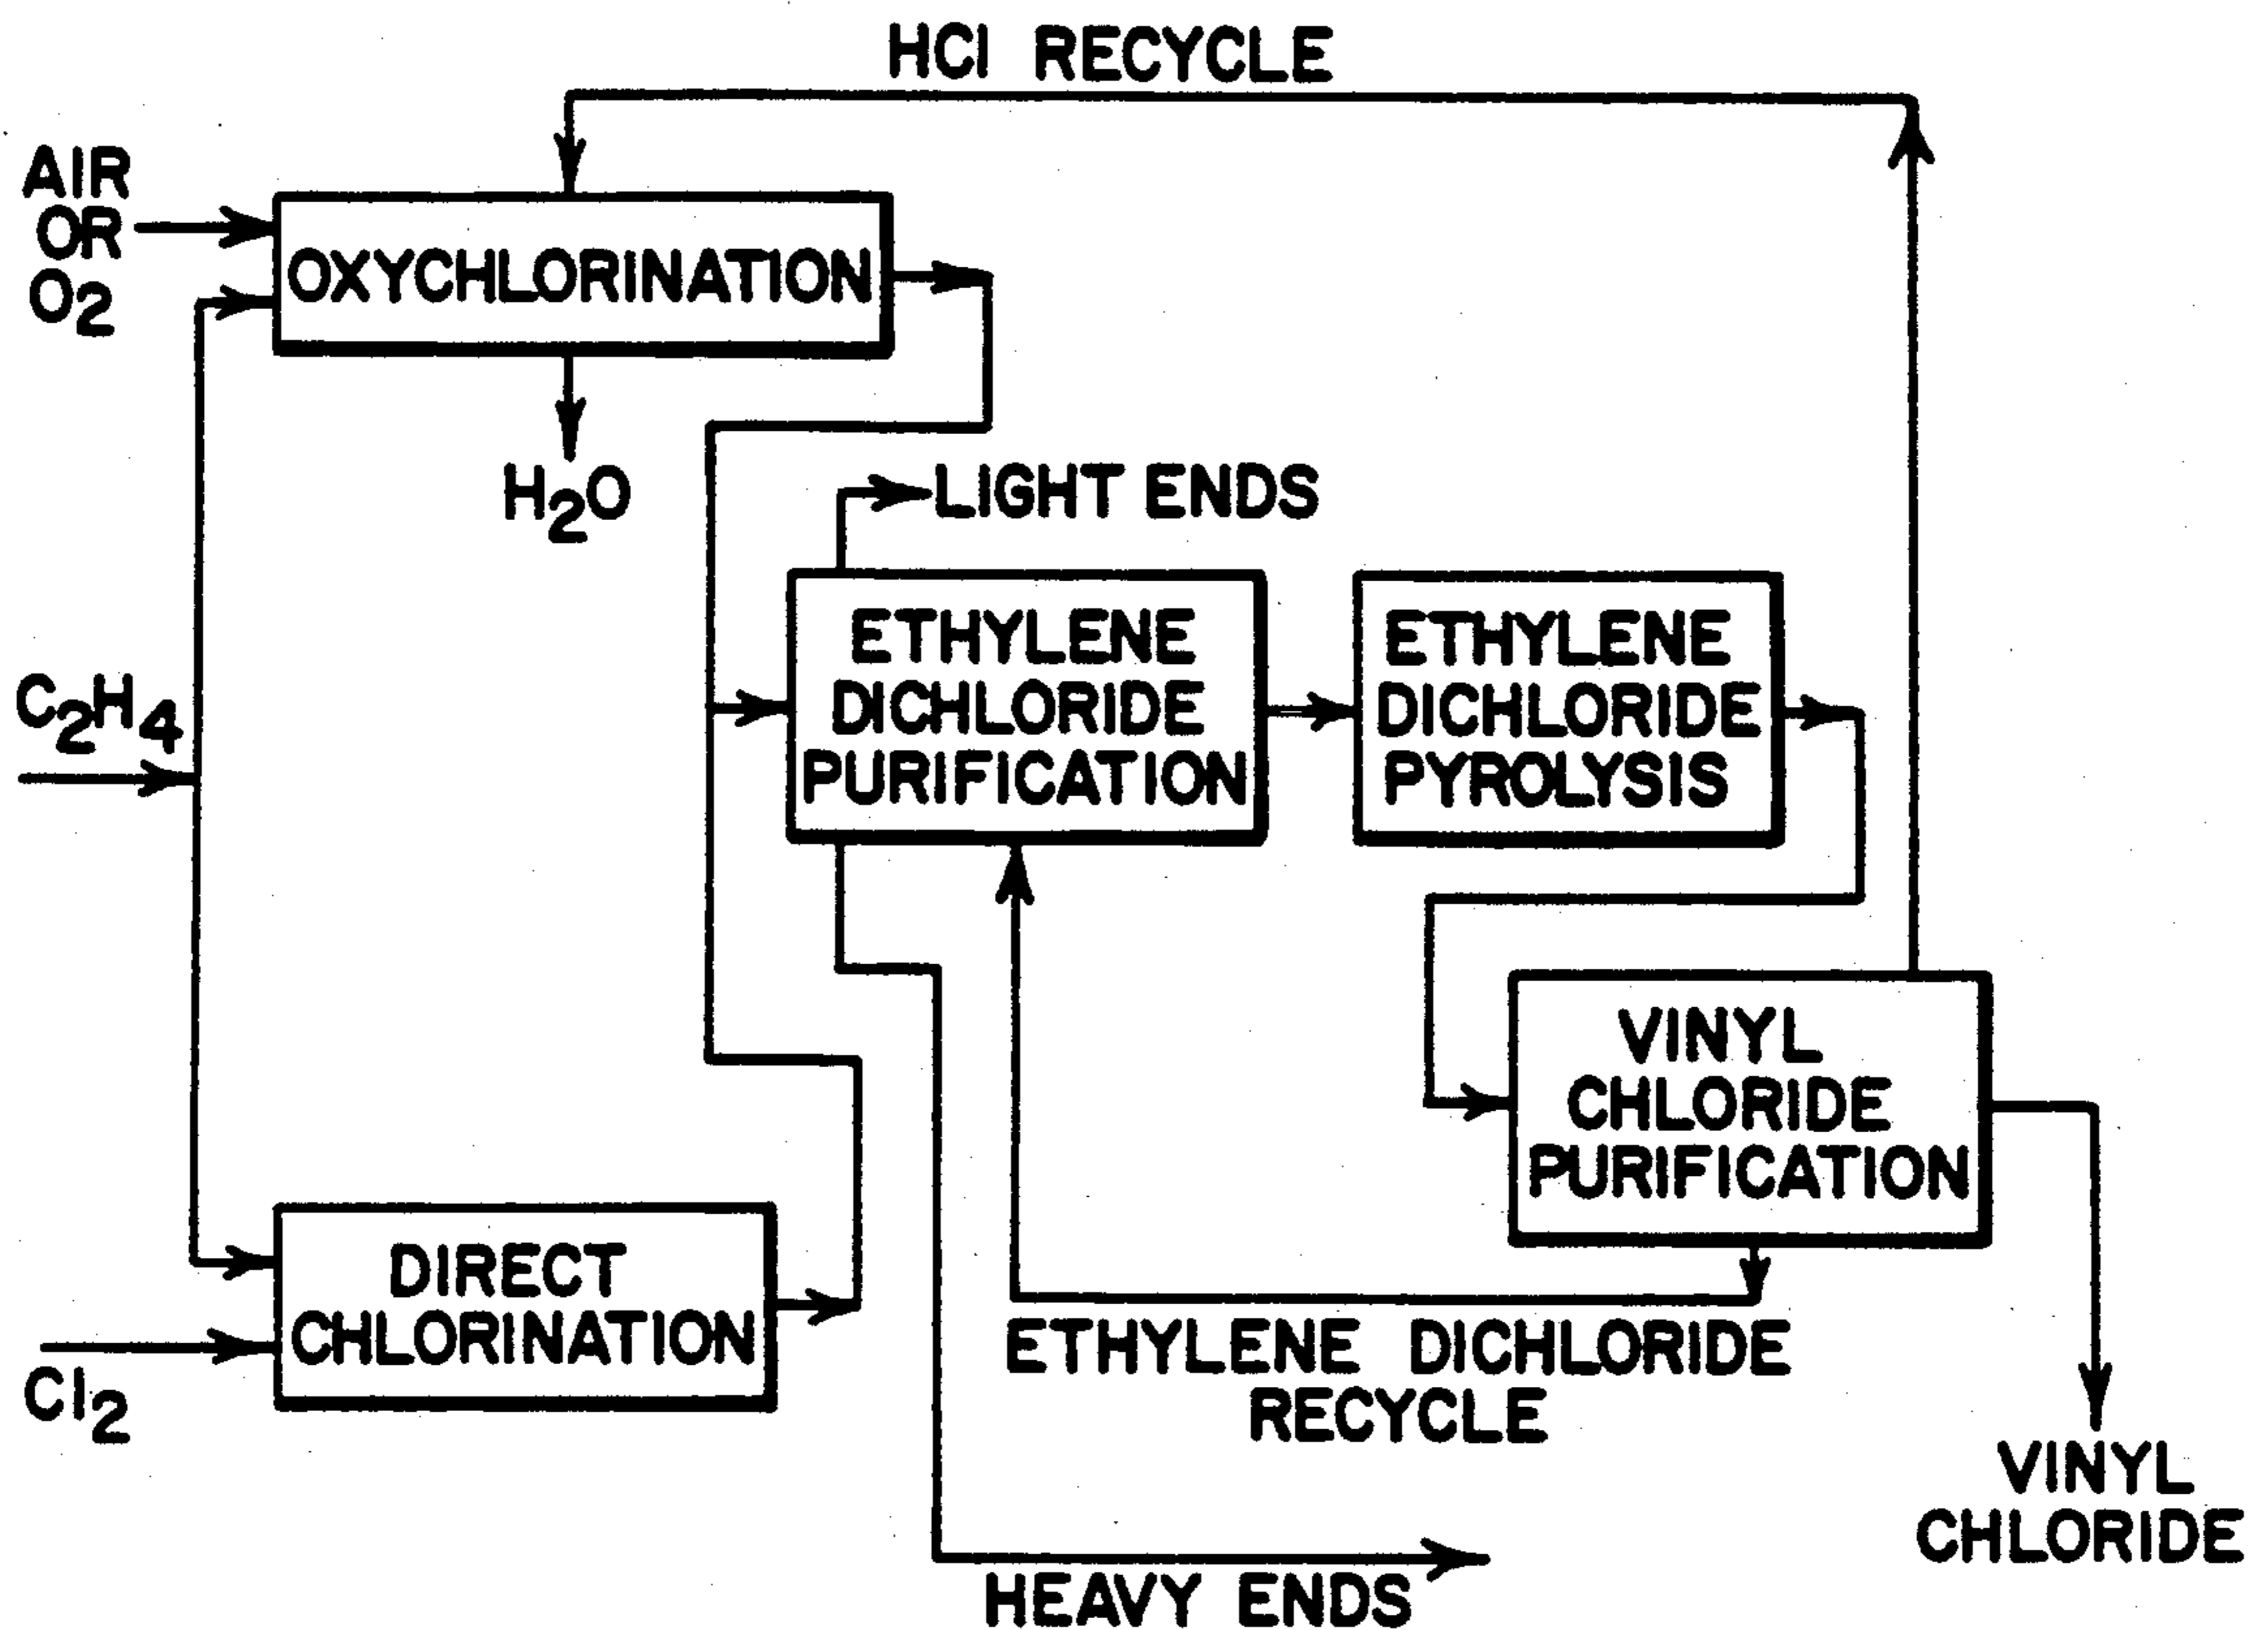 HCl RECYCLE
AIR
OR
O2
OXYCHLORINATION
H2O
LIGHT ENDS
C2H4
ETHYLENE
DICHLORIDE
PURIFICATION
ETHYLENE
DICHLORIDE
PYROLYSIS
VINYL
CHLORIDE
PURIFICATION
DIRECT
CHLORINATION
Cl2
ETHYLENE DICHLORIDE
RECYCLE
VINYL
CHLORIDE
HEAVY ENDS